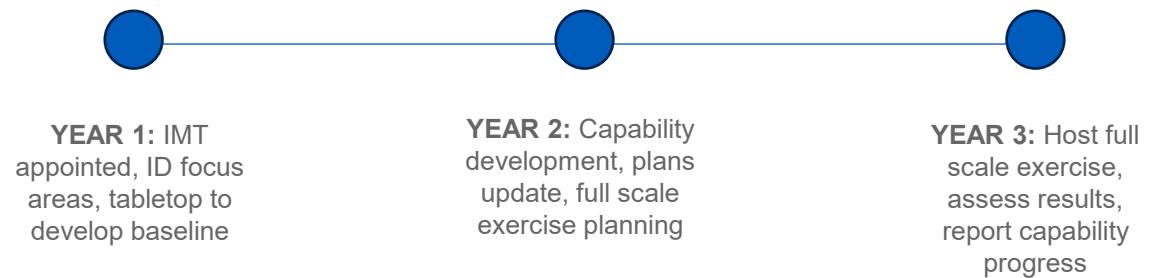 YEAR 1: IMT
appointed, ID focus
areas, tabletop to
develop baseline
YEAR 2: Capability
development, plans
update, full scale
exercise planning
YEAR 3: Host full
scale exercise,
assess results,
report capability
progress